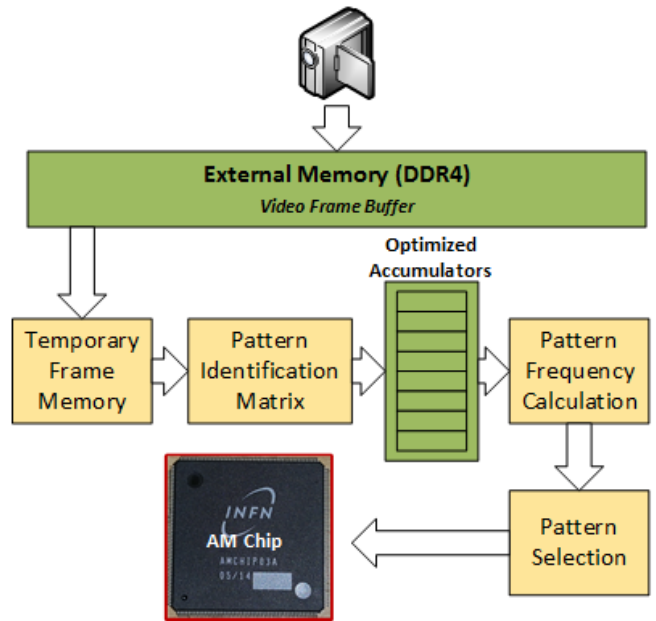 External Memory (DDR4)
Video Frame Buffer
Optimized
Accumulators
Temporary
Frame
Memory
Pattern
Identification
Matrix
Pattern
Frequency
Calculation
INFN
AM Chip
AMCHIP03A
05/14
Pattern
Selection